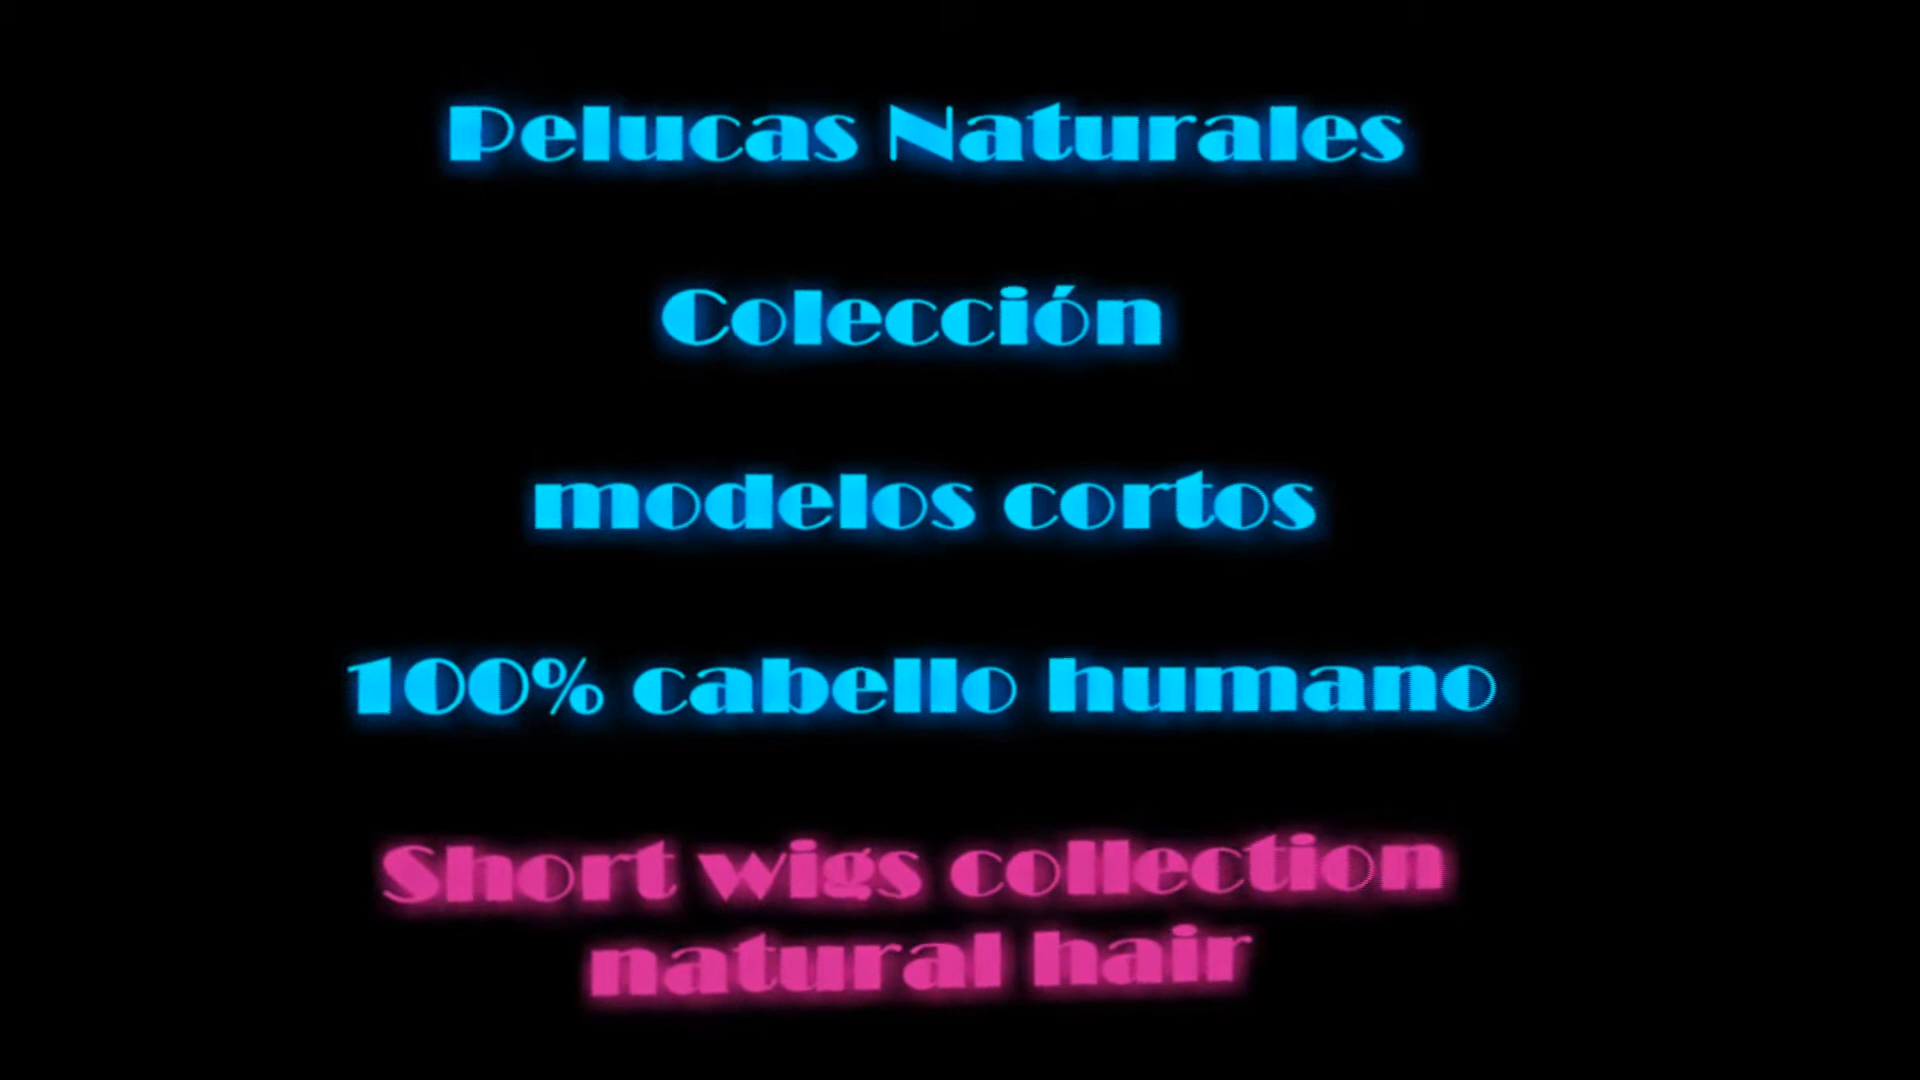 Pelucas Naturales
Colección
modelos cortos
100% cabello humano
Short wigs collection
natural hair